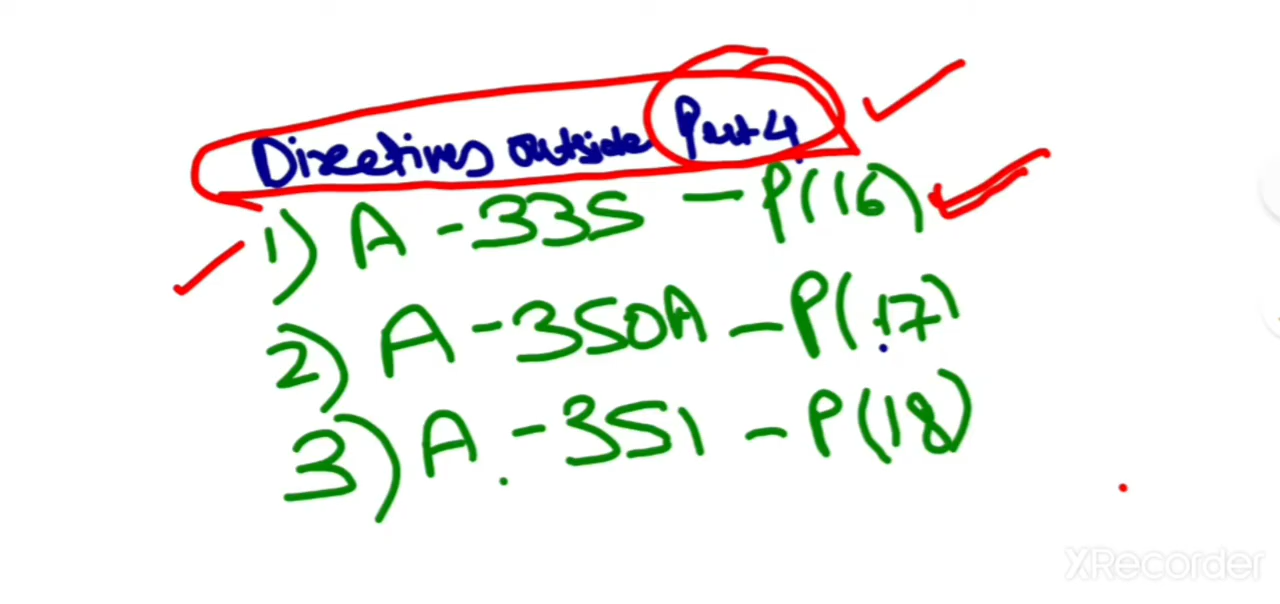 Directives outside Part 4
1) A - 335 - P(16)
2) A - 350A - P(17)
3) A - 351 - P(18)
XRecorder